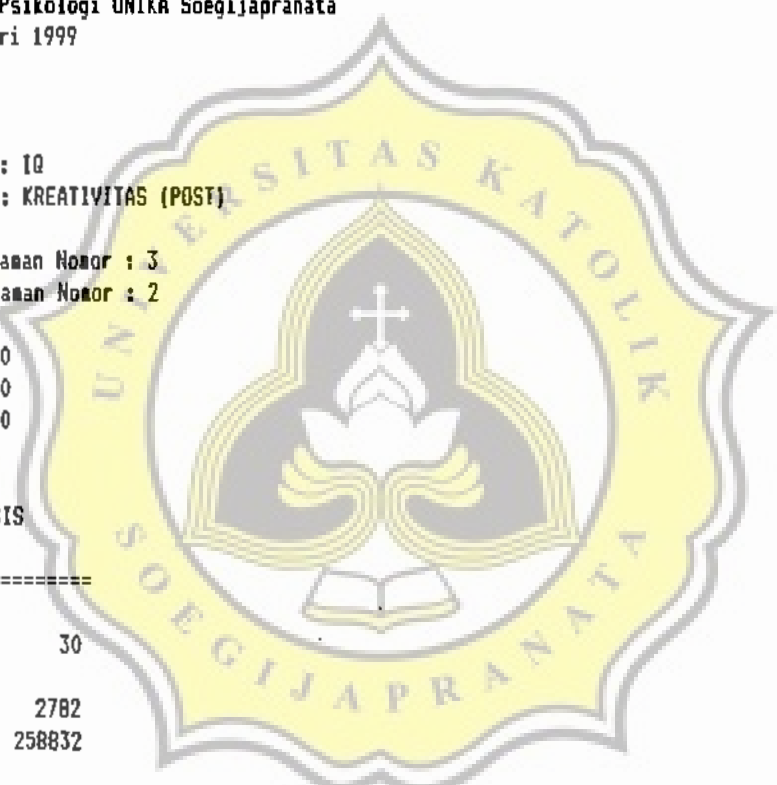 Psikologi UNIKA Soegijapranata
ri 1999
: IQ
: KREATIVITAS (POST)
aman Nomor : 3
aman Nomor : 2
0
0
0
IS
========
30
2782
258832
UNIVERSITAS KATOLIK
SOEGIJAPRANATA